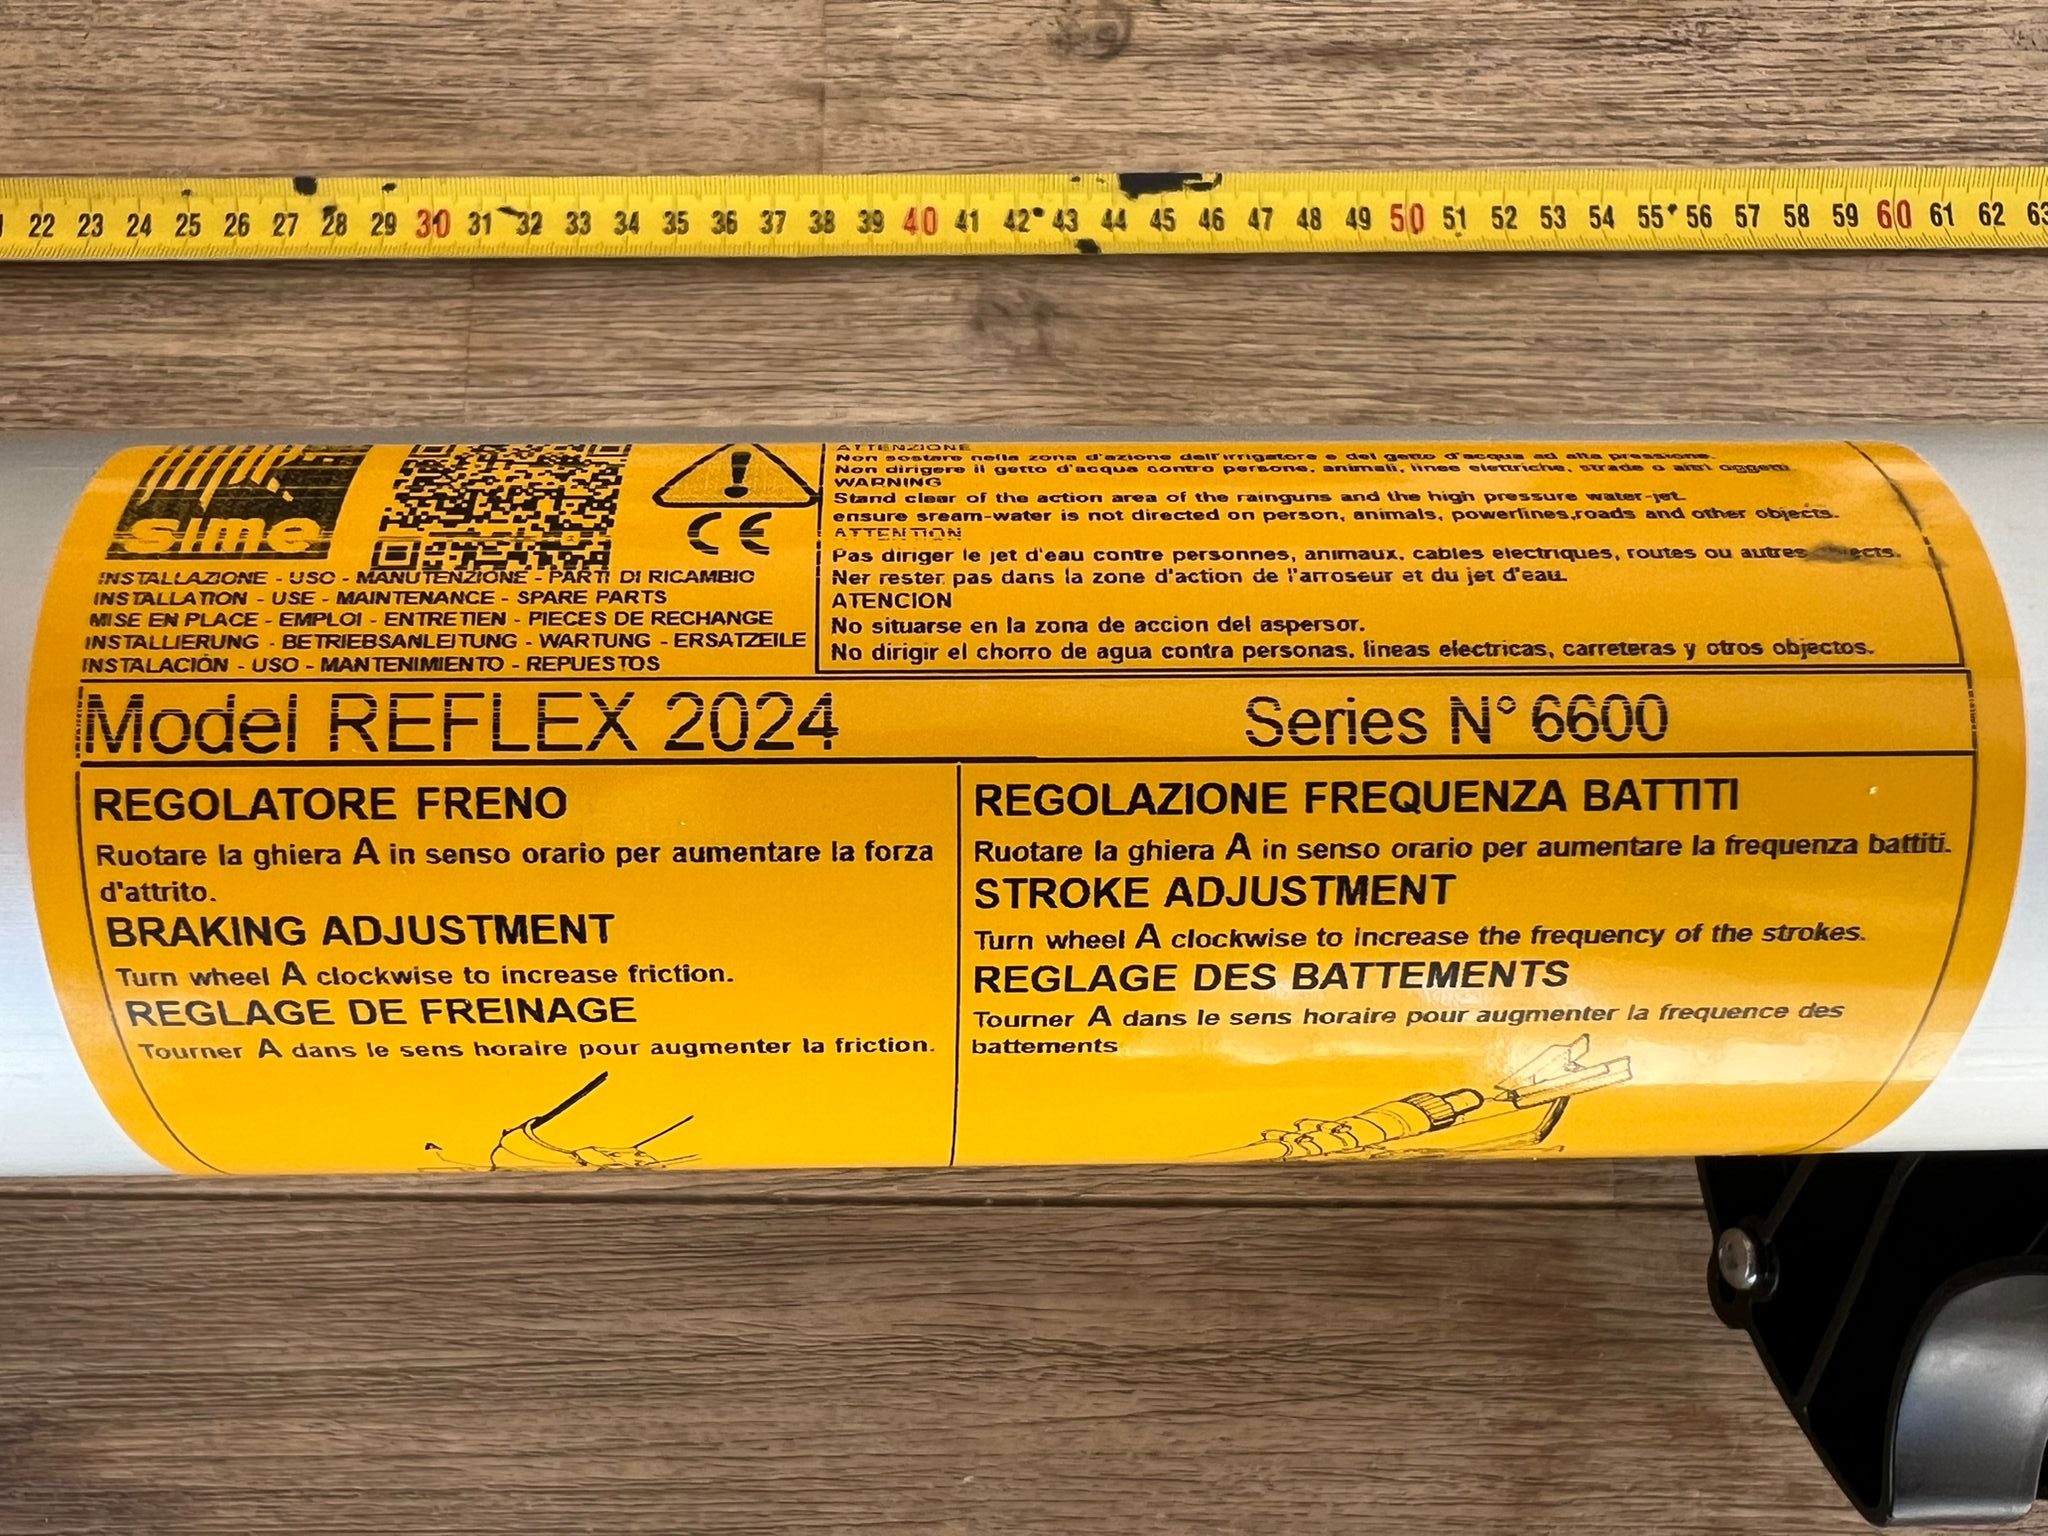 22 23 24 25 26 27 28 29 30 31 32 33 34 35 36 37 38 39 40 41 42 43 44 45 46 47 48 49 50 51 52 53 54 55 56 57 58 59 60 61 62 63
sime
CE
INSTALLAZIONE - USO - MANUTENZIONE - PARTI DI RICAMBIO
INSTALLATION - USE - MAINTENANCE - SPARE PARTS
MISE EN PLACE - EMPLOI - ENTRETIEN - PIECES DE RECHANGE
INSTALLIERUNG - BETRIEBSANLEITUNG - WARTUNG - ERSATZEILE
INSTALACIÓN - USO - MANTENIMIENTO - REPUESTOS
ATTENZIONE
Non sostare nella zona d'azione dell'irrigatore e del getto d'acqua ad alta pressione.
Non dirigere il getto d'acqua contro persone, animali, linee elettriche, strade o altri oggetti.
WARNING
Stand clear of the action area of the rainguns and the high pressure water-jet.
ensure sream-water is not directed on person, animals, powerlines,roads and other objects.
ATTENTION
Pas diriger le jet d'eau contre personnes, animaux, cables electriques, routes ou autres
Ner rester pas dans la zone d'action de l'arroseur et du jet d'eau.
ATENCION
No situarse en la zona de accion del aspersor.
No dirigir el chorro de agua contra personas, lineas electricas, carreteras y otros objectos.
Model REFLEX 2024
Series N° 6600
REGOLATORE FRENO
Ruotare la ghiera A in senso orario per aumentare la forza
d'attrito.
BRAKING ADJUSTMENT
Turn wheel A clockwise to increase friction.
REGLAGE DE FREINAGE
Tourner A dans le sens horaire pour augmenter la friction.
A
REGOLAZIONE FREQUENZA BATTITI
Ruotare la ghiera A in senso orario per aumentare la frequenza battiti.
STROKE ADJUSTMENT
Turn wheel A clockwise to increase the frequency of the strokes.
REGLAGE DES BATTEMENTS
Tourner A dans le sens horaire pour augmenter la frequence des
battements